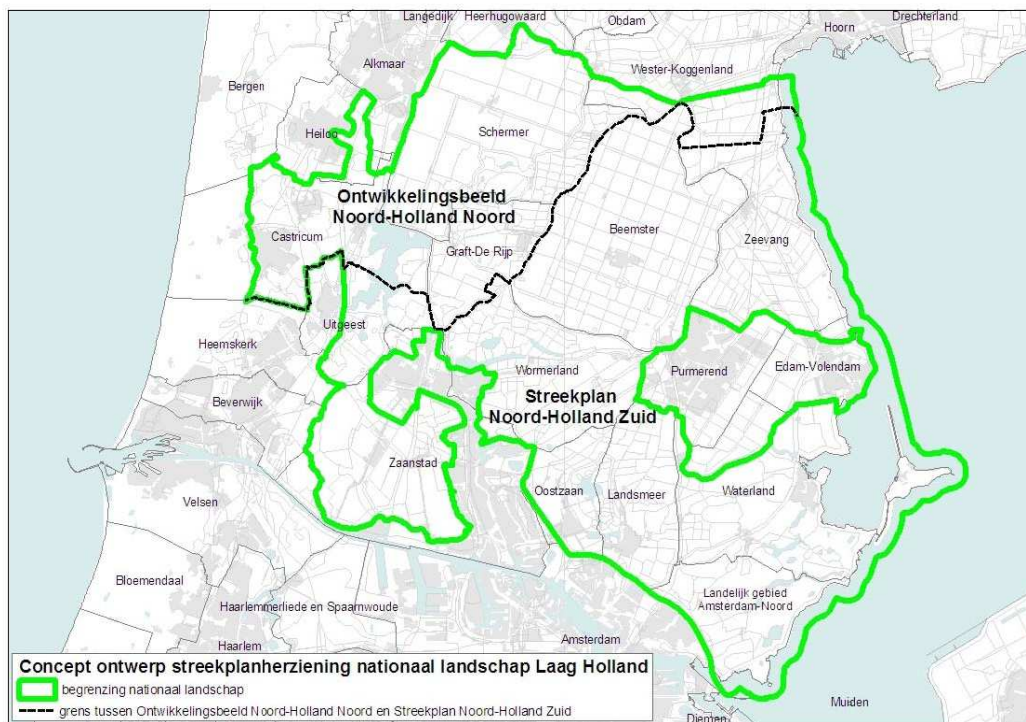 Langedijk
Heerhugowaard
Obdam
Drechterland
Hoorn
Alkmaar
Wester-Koggenland
Bergen
Schermer
Heiloo
Ontwikkelingsbeeld
Noord-Holland Noord
Beemster
Castricum
Graft-De Rijp
Zeevang
Uitgeest
Heemskerk
Wormerland
Purmerend
Edam-Volendam
Beverwijk
Streekplan
Noord-Holland Zuid
Zaanstad
Oostzaan
Landsmeer
Waterland
Velsen
Bloemendaal
Landelijk gebied
Amsterdam-Noord
Haarlemmerliede en Spaarnwoude
Haarlem
Amsterdam
Concept ontwerp streekplanherziening nationaal landschap Laag Holland
begrenzing nationaal landschap
grens tussen Ontwikkelingsbeeld Noord-Holland Noord en Streekplan Noord-Holland Zuid
Diemen
Muiden